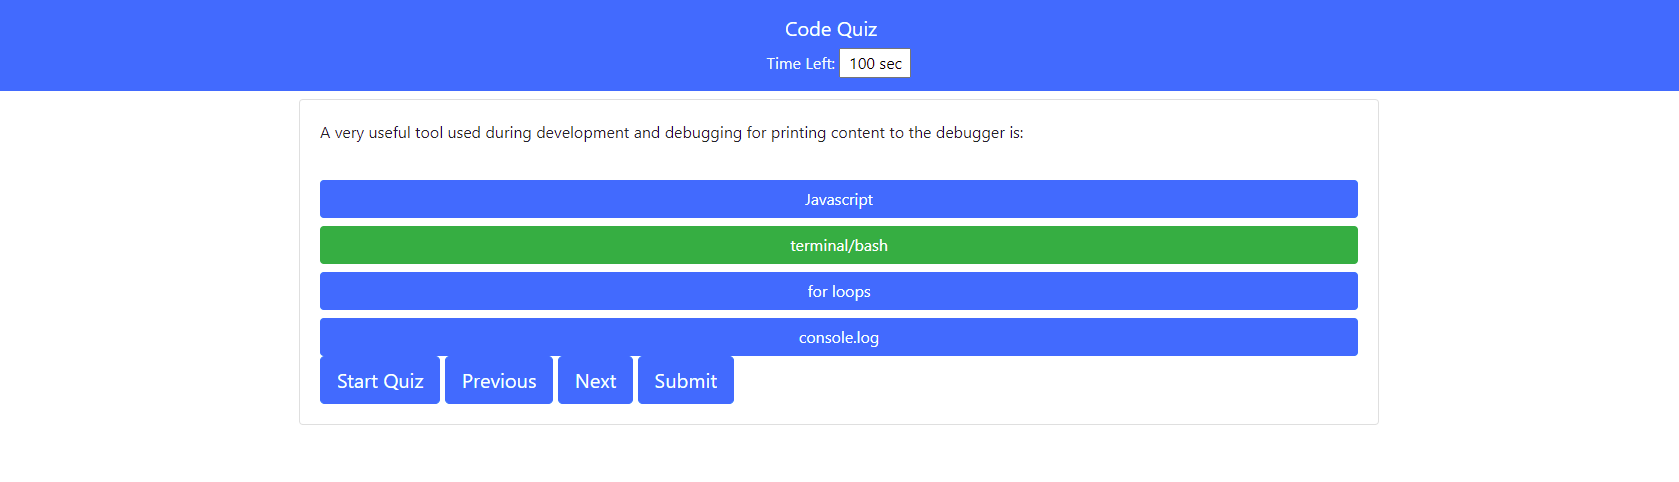 Code Quiz
Time Left: 100 sec
A very useful tool used during development and debugging for printing content to the debugger is:
Javascript
terminal/bash
for loops
console.log
Start Quiz Previous Next Submit